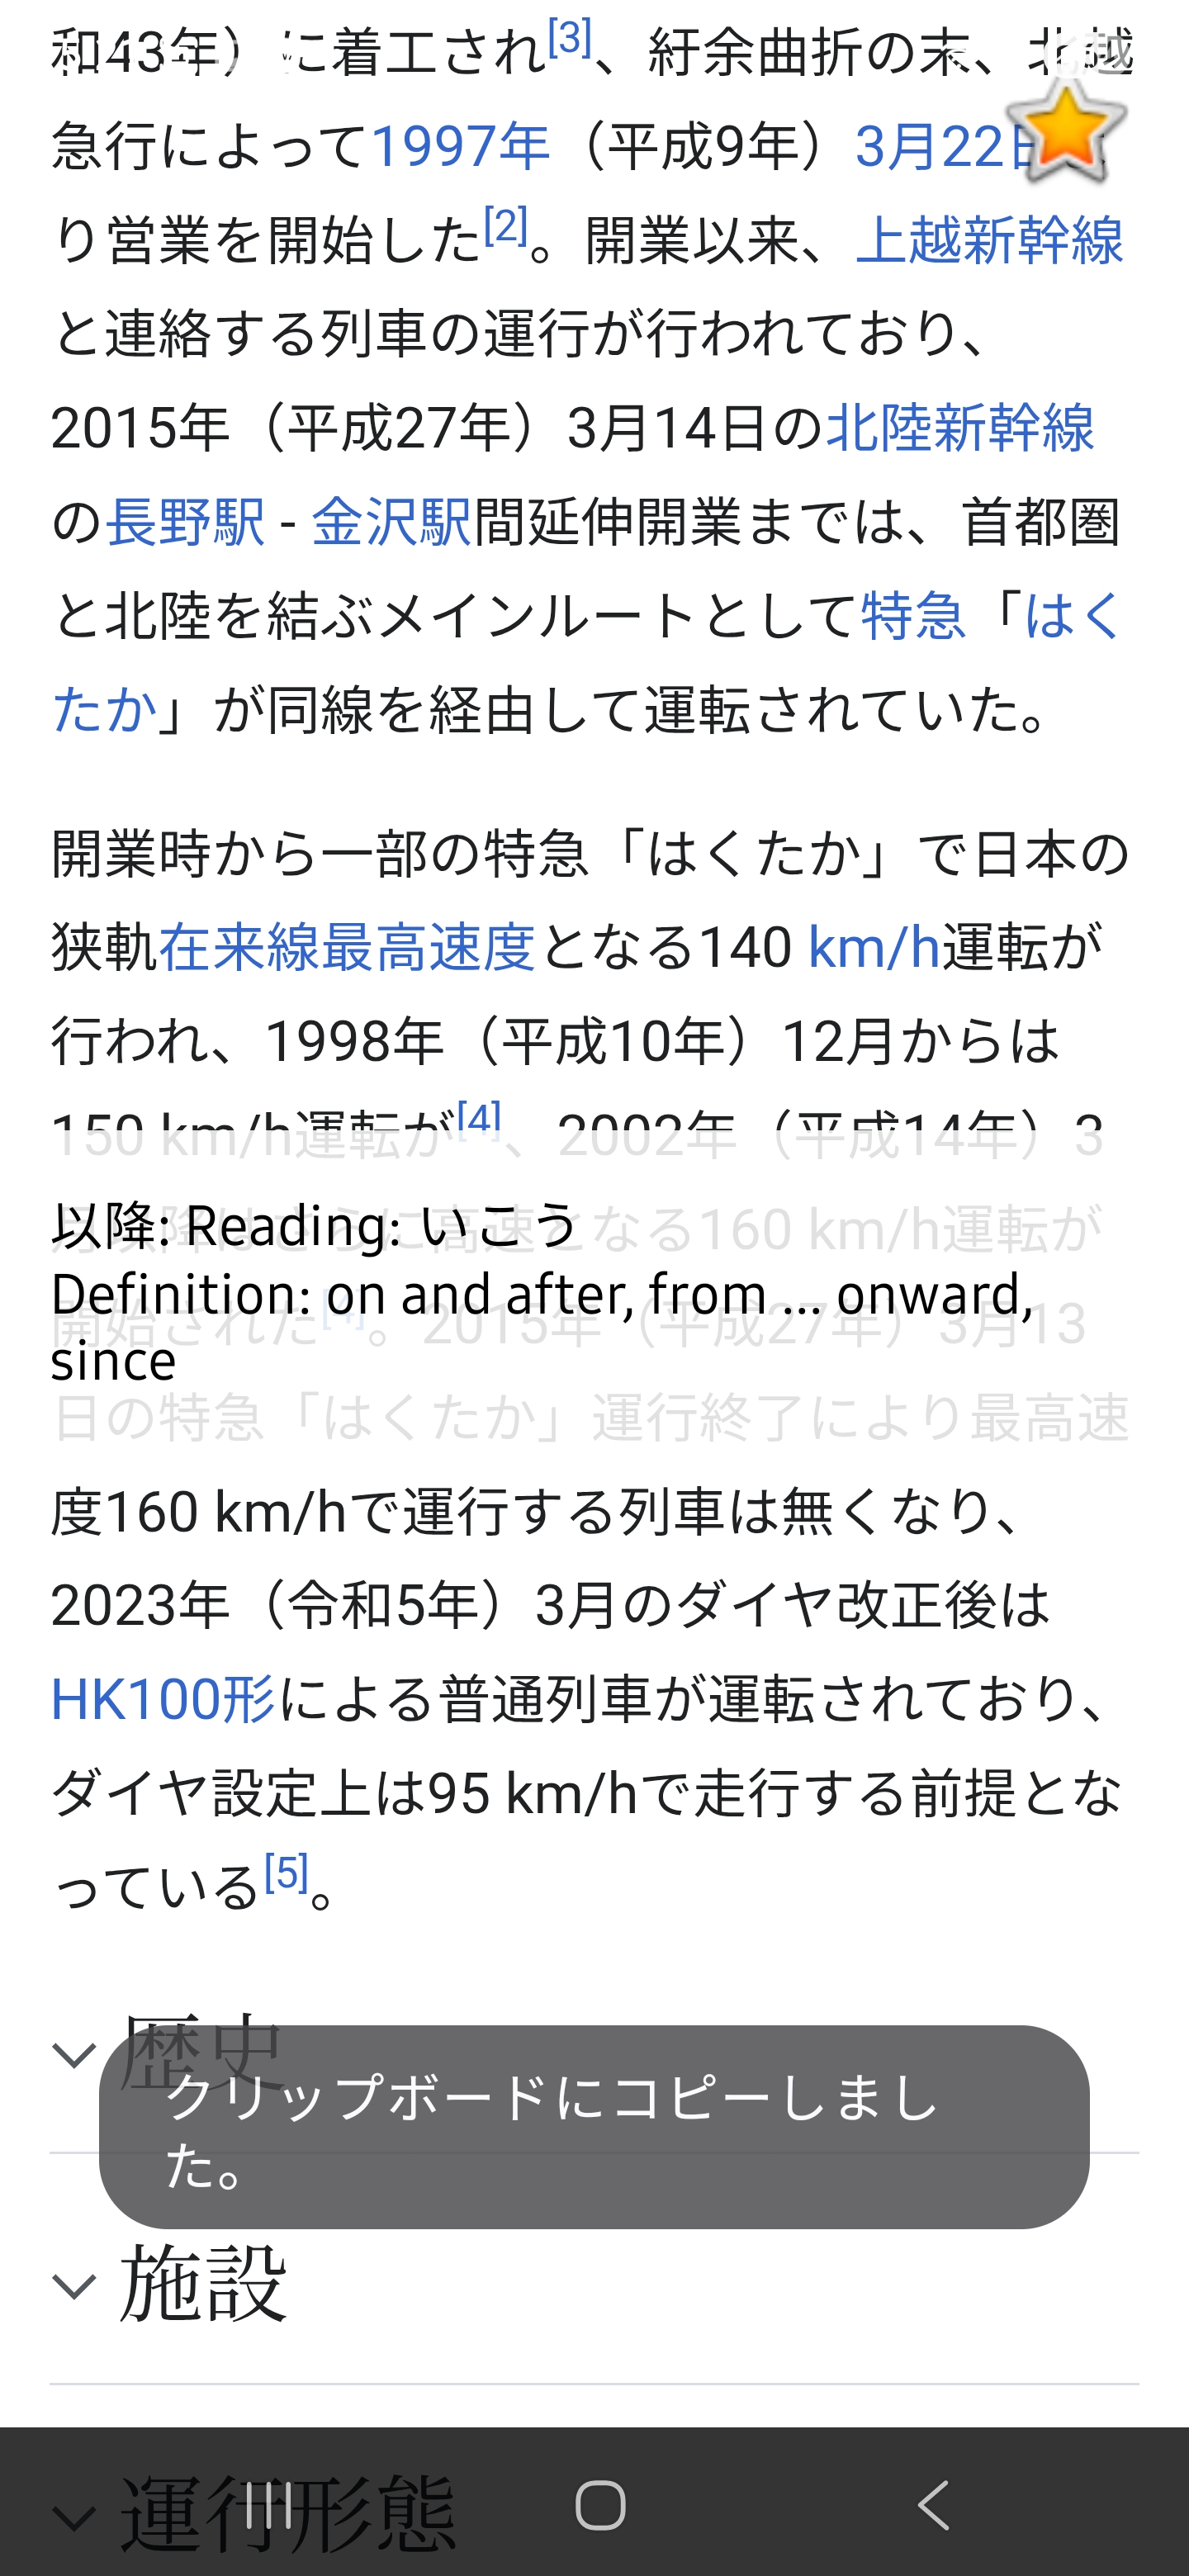 和43年）に着工され[3]、紆余曲折の末、北越
急行によって1997年（平成9年）3月22日
り営業を開始した[2]。開業以来、上越新幹線
と連絡する列車の運行が行われており、
2015年（平成27年）3月14日の北陸新幹線
の長野駅 - 金沢駅間延伸開業までは、首都圏
と北陸を結ぶメインルートとして特急「はく
たか」が同線を経由して運転されていた。
開業時から一部の特急「はくたか」で日本の
狭軌在来線最高速度となる140 km/h運転が
行われ、1998年（平成10年）12月からは
150 km/h運転が[4]、2002年（平成14年）3
月以降はさらに高速となる160 km/h運転が
以降: Reading: いこう
Definition: on and after, from ... onward,
since
開始された[4]。2015年（平成27年）3月13
日の特急「はくたか」運行終了により最高速
度160 km/hで運行する列車は無くなり、
2023年（令和5年）3月のダイヤ改正後は
HK100形による普通列車が運転されており、
ダイヤ設定上は95 km/hで走行する前提とな
っている[5]。
歴史
クリップボードにコピーしまし
た。
施設
運行形態